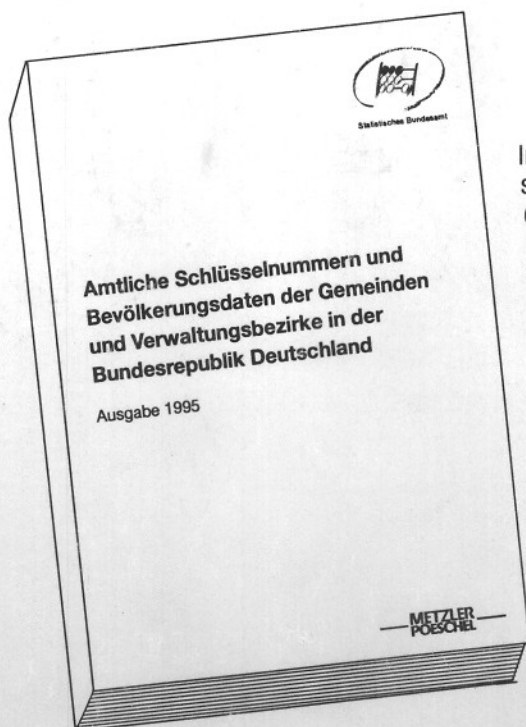 Statistisches Bundesamt
Amtliche Schlüsselnummern und
Bevölkerungsdaten der Gemeinden
und Verwaltungsbezirke in der
Bundesrepublik Deutschland
Ausgabe 1995
METZLER
POESCHEL